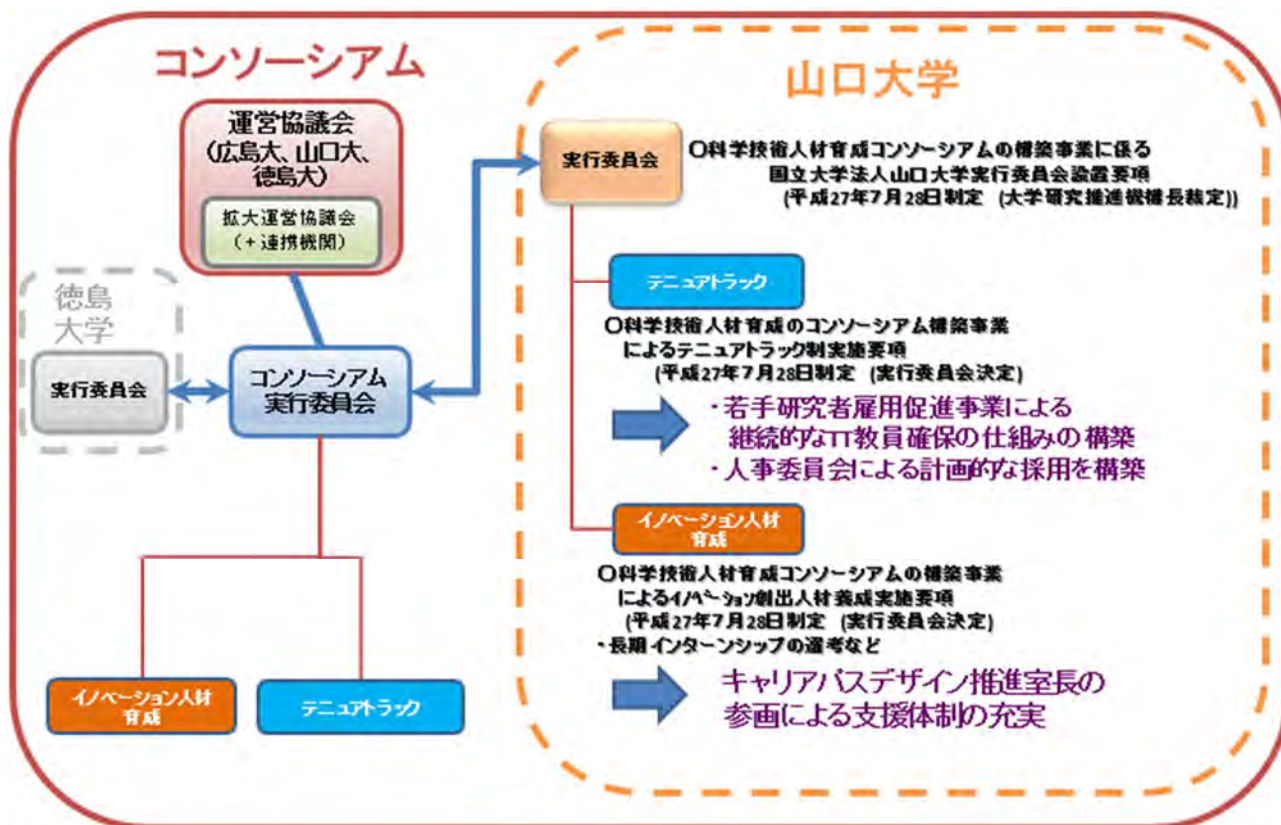 コンソーシアム
運営協議会
(広島大、山口大、
徳島大)
拡大運営協議会
(+連携機関)
徳島
大学
実行委員会
コンソーシアム
実行委員会
イノベーション人材
育成
テニュアトラック
山口大学
実行委員会
〇科学技術人材育成コンソーシアムの構築事業に係る
国立大学法人山口大学実行委員会設置要項
(平成27年7月28日制定 (大学研究推進機構長裁定))
テニュアトラック
〇科学技術人材育成のコンソーシアム構築事業
によるテニュアトラック制実施要項
(平成27年7月28日制定 (実行委員会決定)
・若手研究者雇用促進事業による
継続的なTT教員確保の仕組みの構築
・人事委員会による計画的な採用を構築
イノベーション人材
育成
〇科学技術人材育成コンソーシアムの構築事業
によるイノベーション創出人材養成実施要項
(平成27年7月28日制定 (実行委員会決定)
・長期インターンシップの選考など
キャリアパスデザイン推進室長の
参画による支援体制の充実